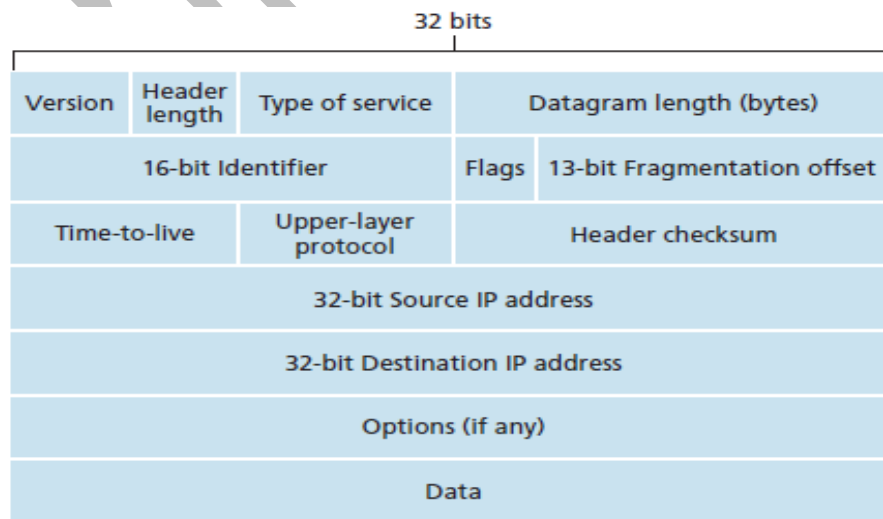 32 bits
Version Header length Type of service Datagram length (bytes)
16-bit Identifier Flags 13-bit Fragmentation offset
Time-to-live Upper-layer protocol Header checksum
32-bit Source IP address
32-bit Destination IP address
Options (if any)
Data